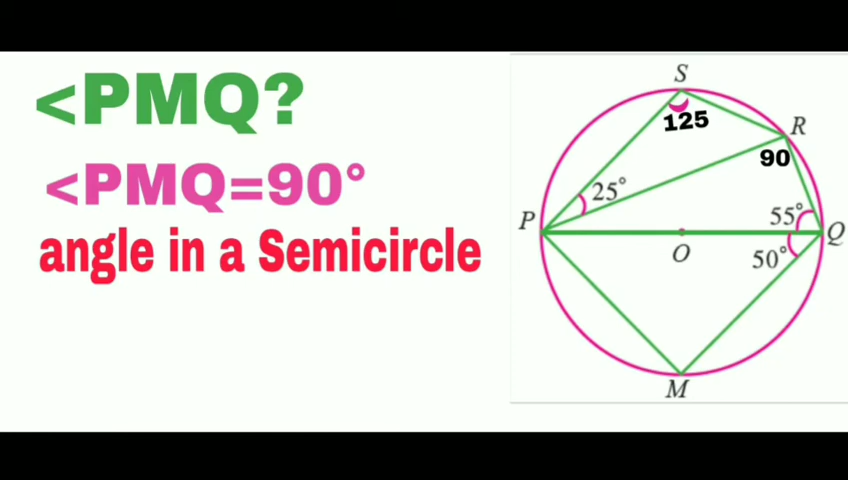 <PMQ?
<PMQ=90°
angle in a Semicircle
S
125
R
90
25°
P
55°
Q
O
50°
M